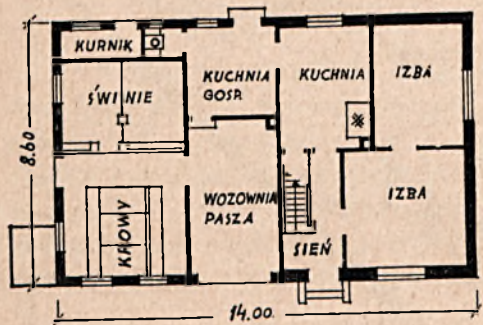 KURNIK
ŚWINIE
KUCHNIA
GOSP.
KUCHNIA
IZBA
8.60
KROWY
WOZOWNIA
PASZA
SIEŃ
IZBA
14.00.